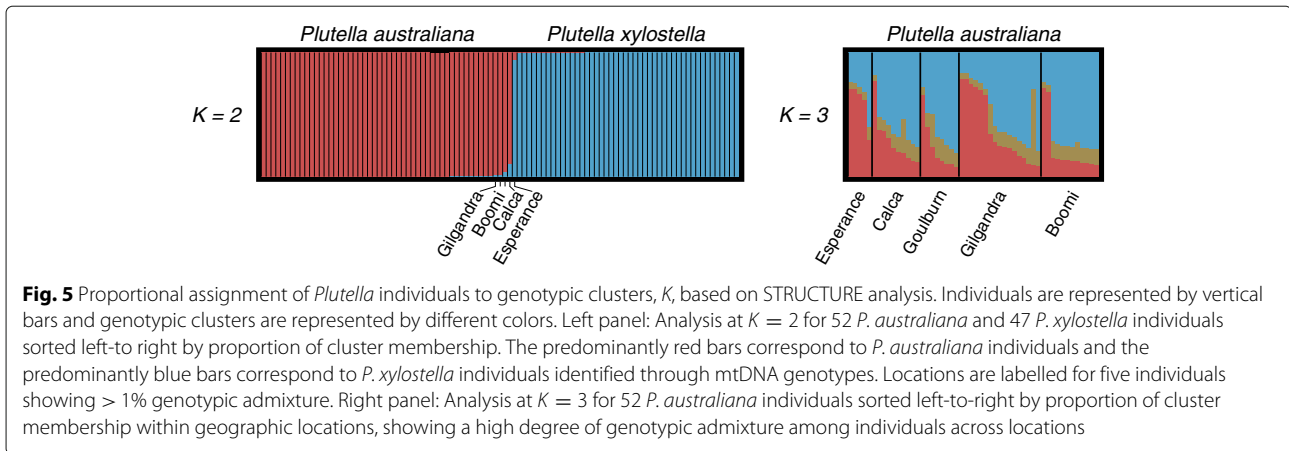 Plutella australiana Plutella xylostella
Plutella australiana
K = 2
K = 3
Gilgandra
Boomi
Calca
Esperance
Esperance
Calca
Goulburn
Gilgandra
Boomi
Fig. 5 Proportional assignment of Plutella individuals to genotypic clusters, K, based on STRUCTURE analysis. Individuals are represented by vertical
bars and genotypic clusters are represented by different colors. Left panel: Analysis at K = 2 for 52 P. australiana and 47 P. xylostella individuals
sorted left-to right by proportion of cluster membership. The predominantly red bars correspond to P. australiana individuals and the
predominantly blue bars correspond to P. xylostella individuals identified through mtDNA genotypes. Locations are labelled for five individuals
showing > 1% genotypic admixture. Right panel: Analysis at K = 3 for 52 P. australiana individuals sorted left-to-right by proportion of cluster
membership within geographic locations, showing a high degree of genotypic admixture among individuals across locations